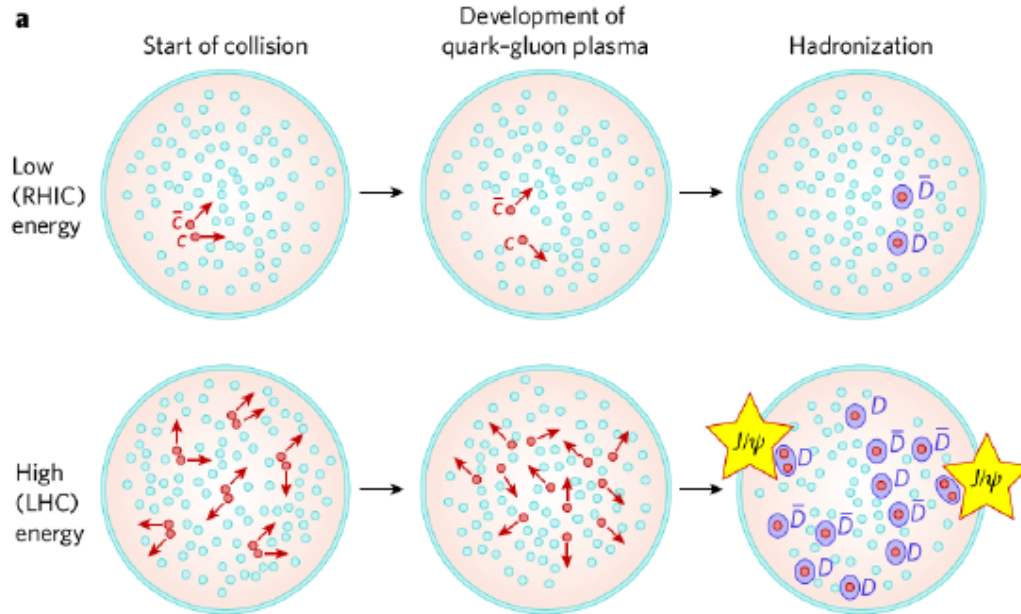 a
Start of collision
Development of
quark–gluon plasma
Hadronization
Low
(RHIC)
energy
c̅
c
c̅
c
D̅
D
High
(LHC)
energy
J/ψ
D
D
D̅
D̅
D
J/ψ
D̅
D̅
D̅
D
D
D